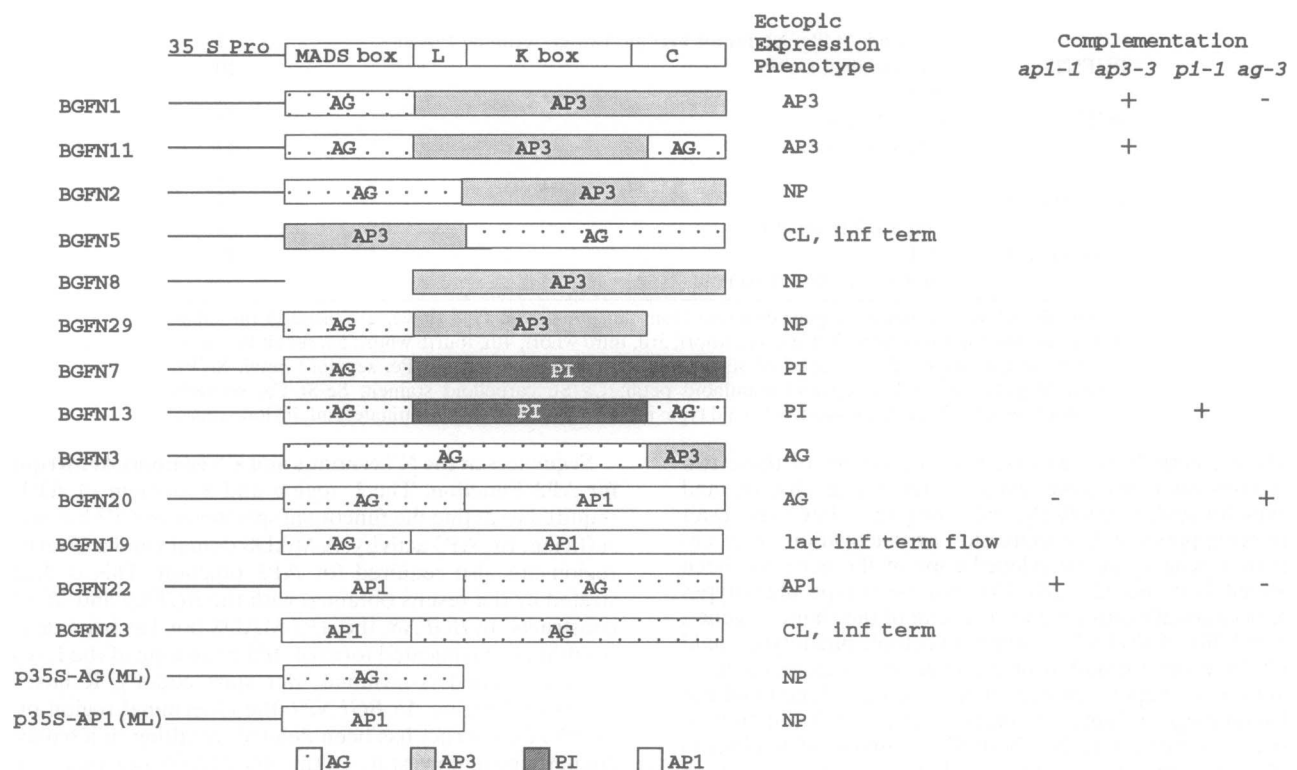 Ectopic
Expression
Phenotype
Complementation
35 S Pro MADS box L K box C
ap1-1 ap3-3 pi-1 ag-3
BGFN1 AG AP3 AP3 + -
BGFN11 AG AP3 AG AP3 +
BGFN2 AG AP3 NP
BGFN5 AP3 AG CL, inf term
BGFN8 AP3 NP
BGFN29 AG AP3 NP
BGFN7 AG PI PI
BGFN13 AG PI AG PI +
BGFN3 AG AP3 AG
BGFN20 AG AP1 AG - +
BGFN19 AG AP1 lat inf term flow
BGFN22 AP1 AG AP1 + -
BGFN23 AP1 AG CL, inf term
p35S-AG(ML) AG NP
p35S-AP1(ML) AP1 NP
AG AP3 PI AP1